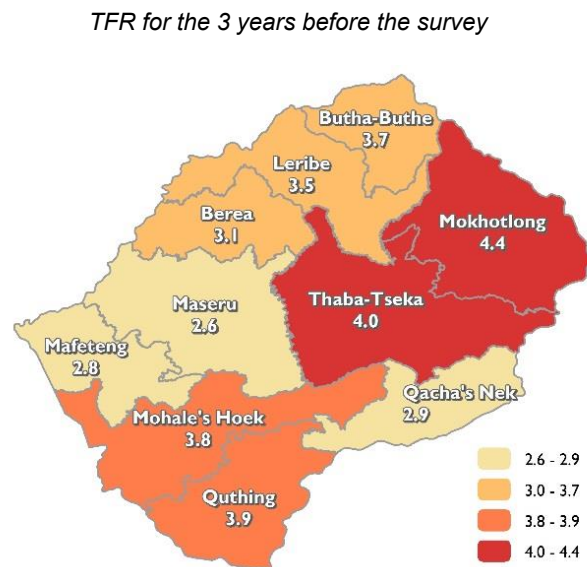 TFR for the 3 years before the survey
Butha-Buthe
3.7
Leribe
3.5
Berea
3.1
Mokhotlong
4.4
Thaba-Tseka
4.0
Maseru
2.6
Mafeteng
2.8
Qacha's Nek
2.9
Mohale's Hoek
3.8
Quthing
3.9
2.6 - 2.9
3.0 - 3.7
3.8 - 3.9
4.0 - 4.4